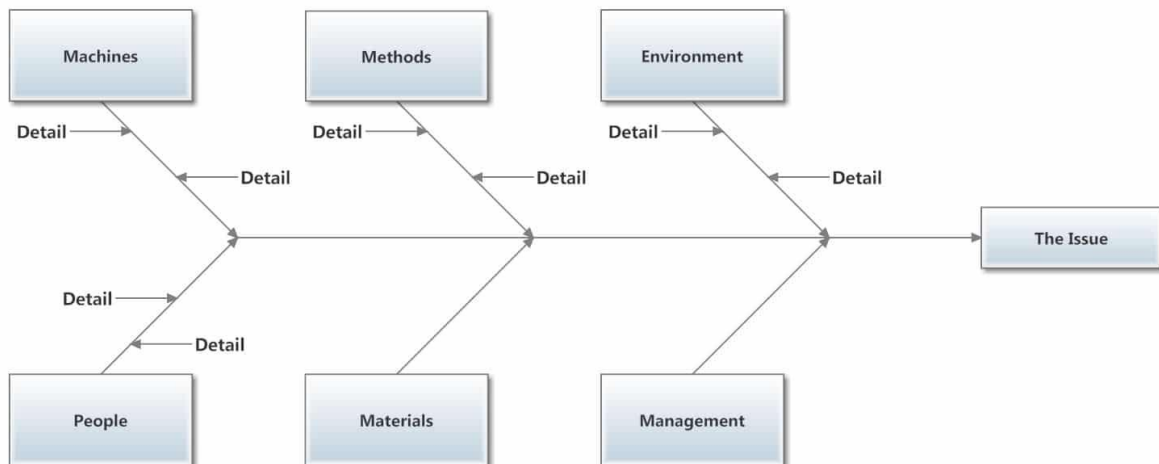 Machines
Methods
Environment
Detail
Detail
Detail
Detail
Detail
Detail
The Issue
Detail
Detail
People
Materials
Management